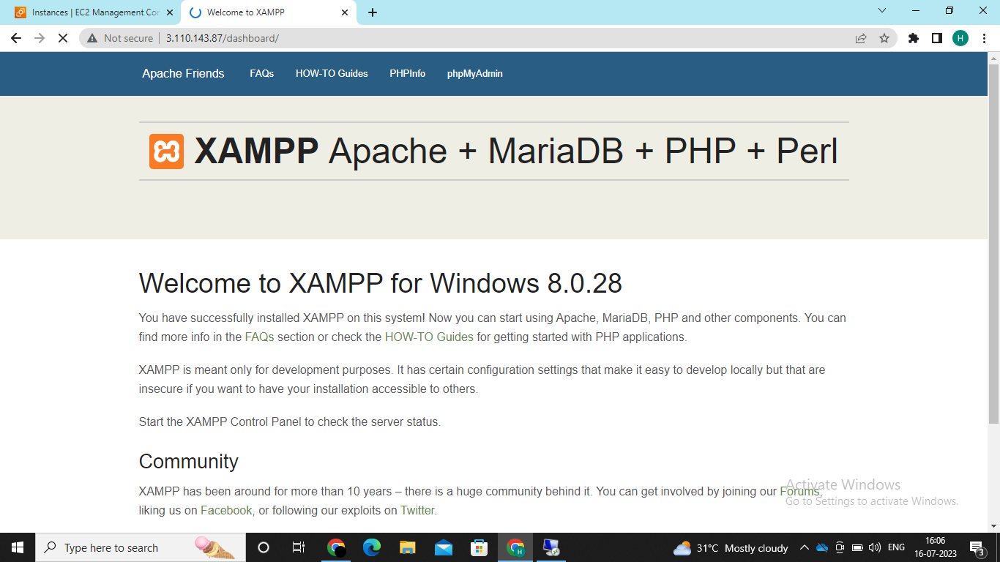 Instances | EC2 Management Con
Welcome to XAMPP
Not secure
3.110.143.87/dashboard/
H
Apache Friends
FAQs
HOW-TO Guides
PHPInfo
phpMyAdmin
XAMPP Apache + MariaDB + PHP + Perl
Welcome to XAMPP for Windows 8.0.28
You have successfully installed XAMPP on this system! Now you can start using Apache, MariaDB, PHP and other components. You can
find more info in the FAQs section or check the HOW-TO Guides for getting started with PHP applications.
XAMPP is meant only for development purposes. It has certain configuration settings that make it easy to develop locally but that are
insecure if you want to have your installation accessible to others.
Start the XAMPP Control Panel to check the server status.
Community
XAMPP has been around for more than 10 years – there is a huge community behind it. You can get involved by joining our Forums,
liking us on Facebook, or following our exploits on Twitter.
Activate Windows
Go to Settings to activate Windows.
Type here to search
H
31°C Mostly cloudy
ENG
16:06
16-07-2023
3